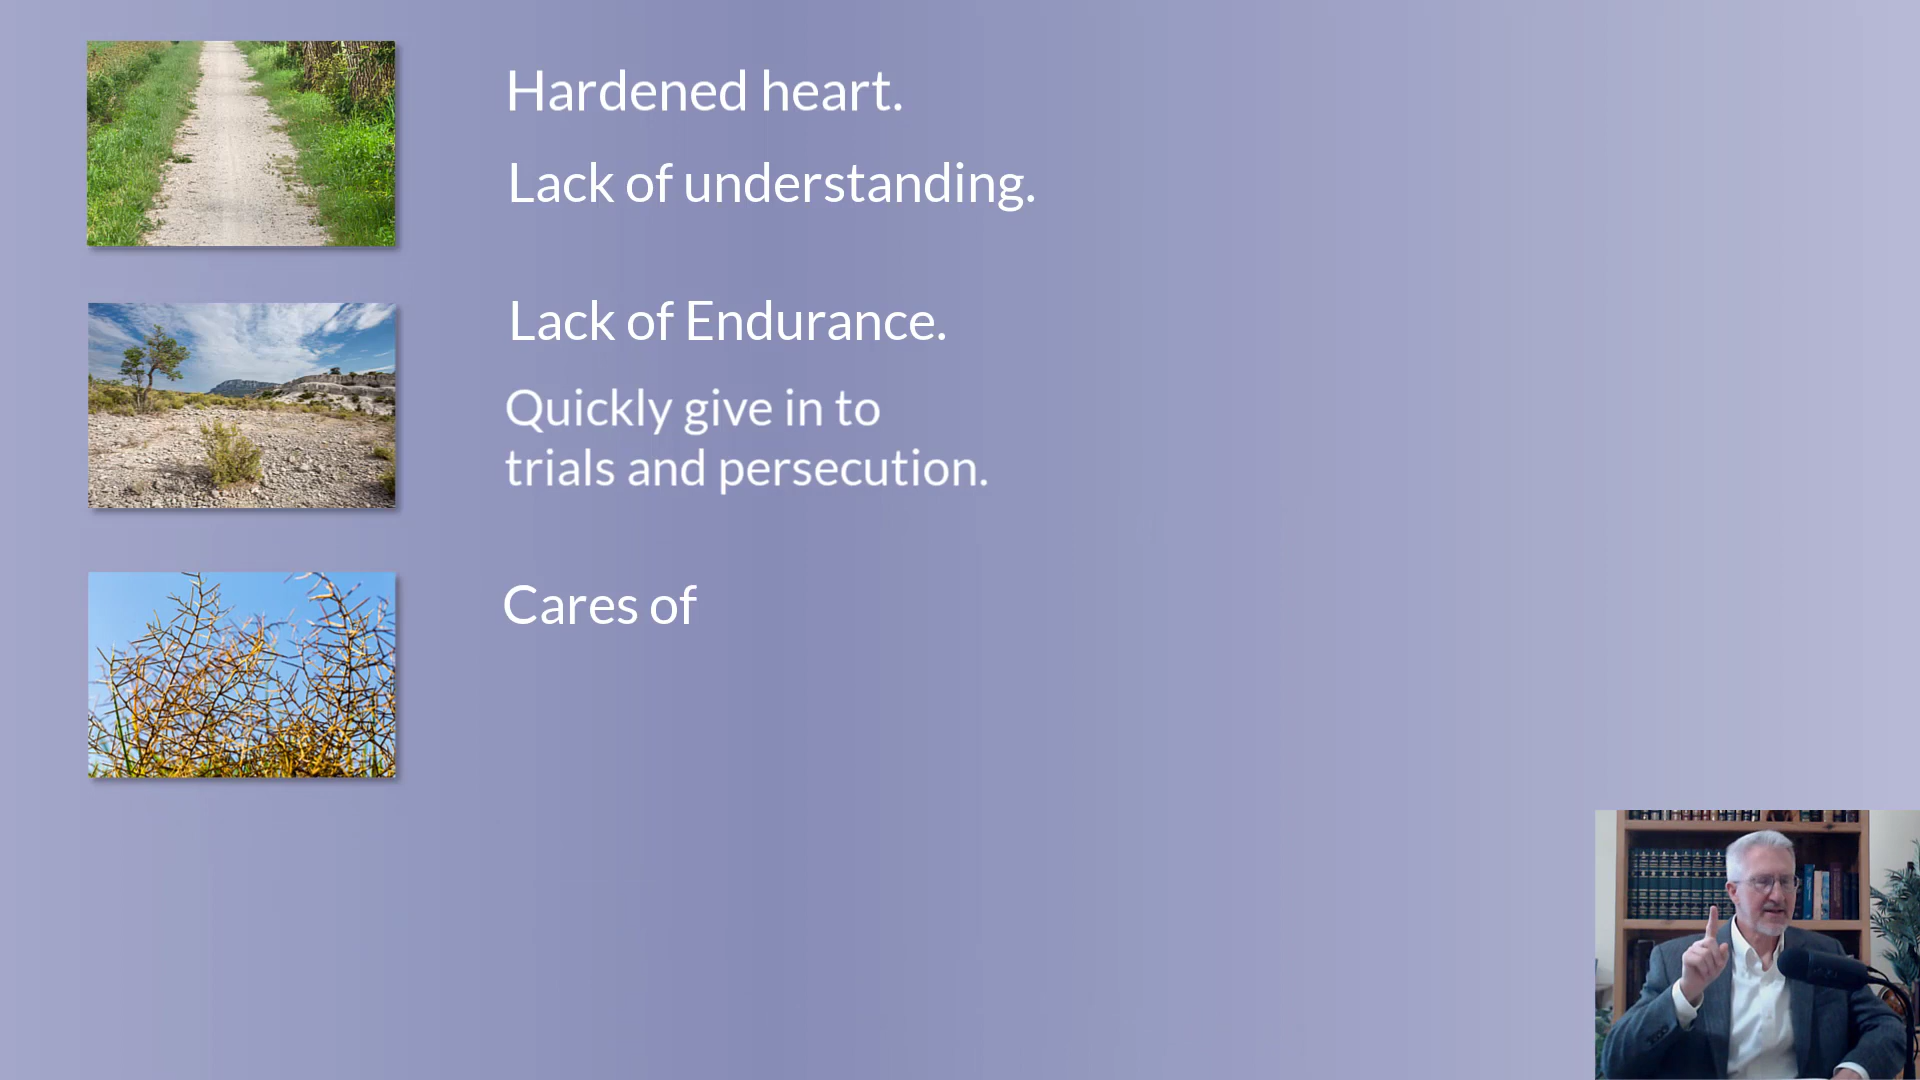 Hardened heart.
Lack of understanding.
Lack of Endurance.
Quickly give in to
trials and persecution.
Cares of